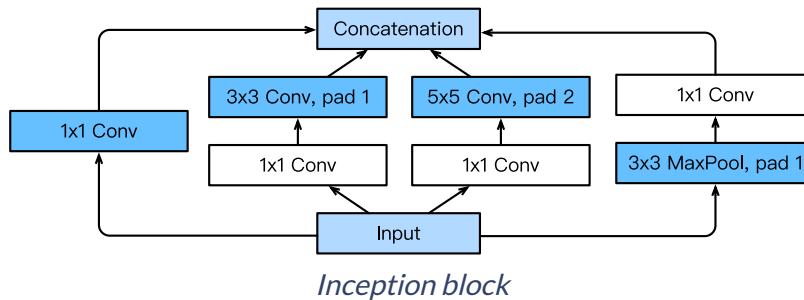 Concatenation
3x3 Conv, pad 1
5x5 Conv, pad 2
1x1 Conv
1x1 Conv
1x1 Conv
1x1 Conv
3x3 MaxPool, pad 1
Input
Inception block